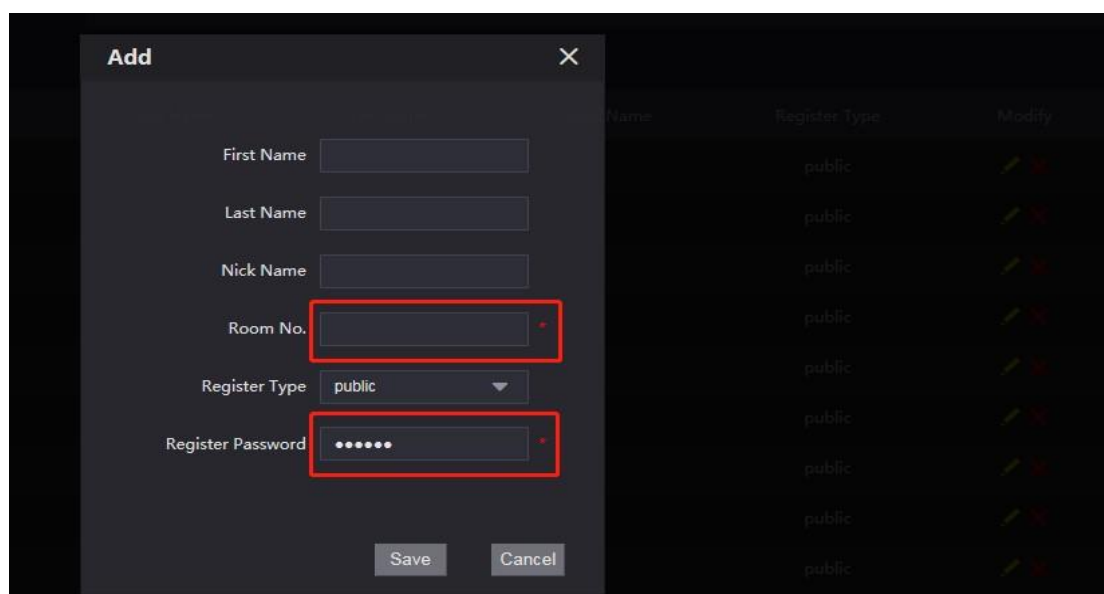 Add
Name Register Type Modify
First Name
public
Last Name
public
Nick Name
public
Room No. *
public
Register Type public
public
Register Password •••••• *
public
public
public
Save Cancel
public